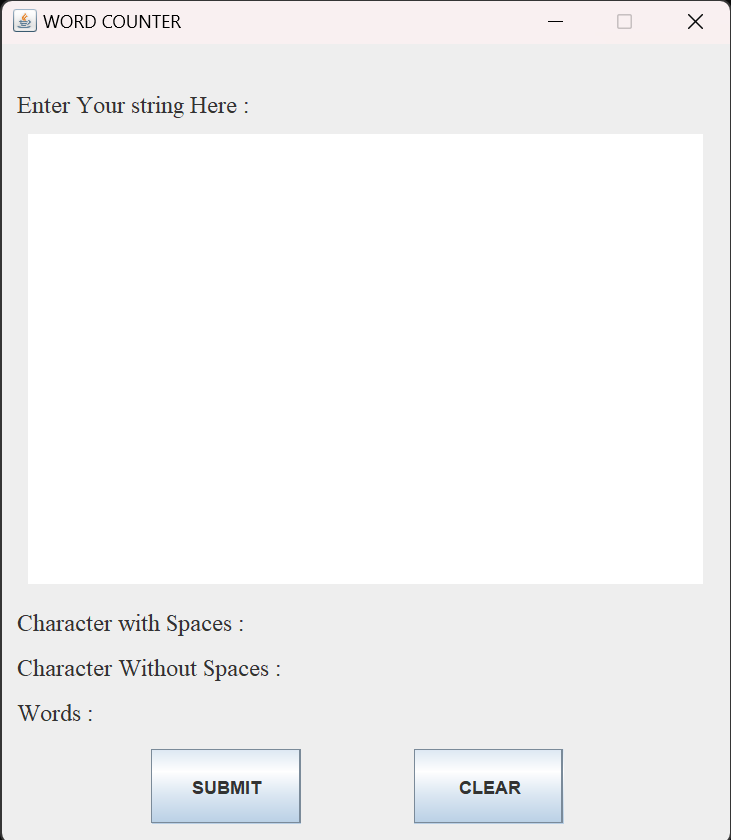 WORD COUNTER
Enter Your string Here :
Character with Spaces :
Character Without Spaces :
Words :
SUBMIT CLEAR